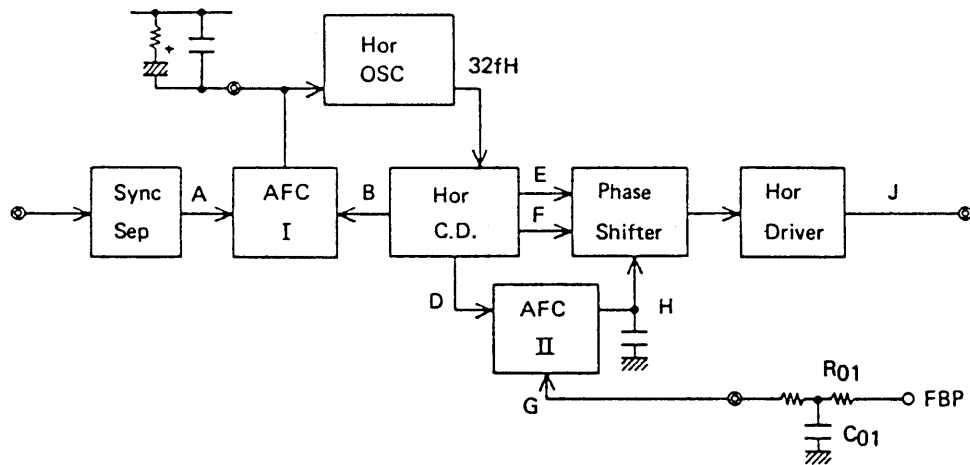 Hor
OSC
32fH
+
Sync
Sep
A
AFC
I
B
Hor
C.D.
E
F
Phase
Shifter
Hor
Driver
J
D
AFC
II
H
G
R01
FBP
C01